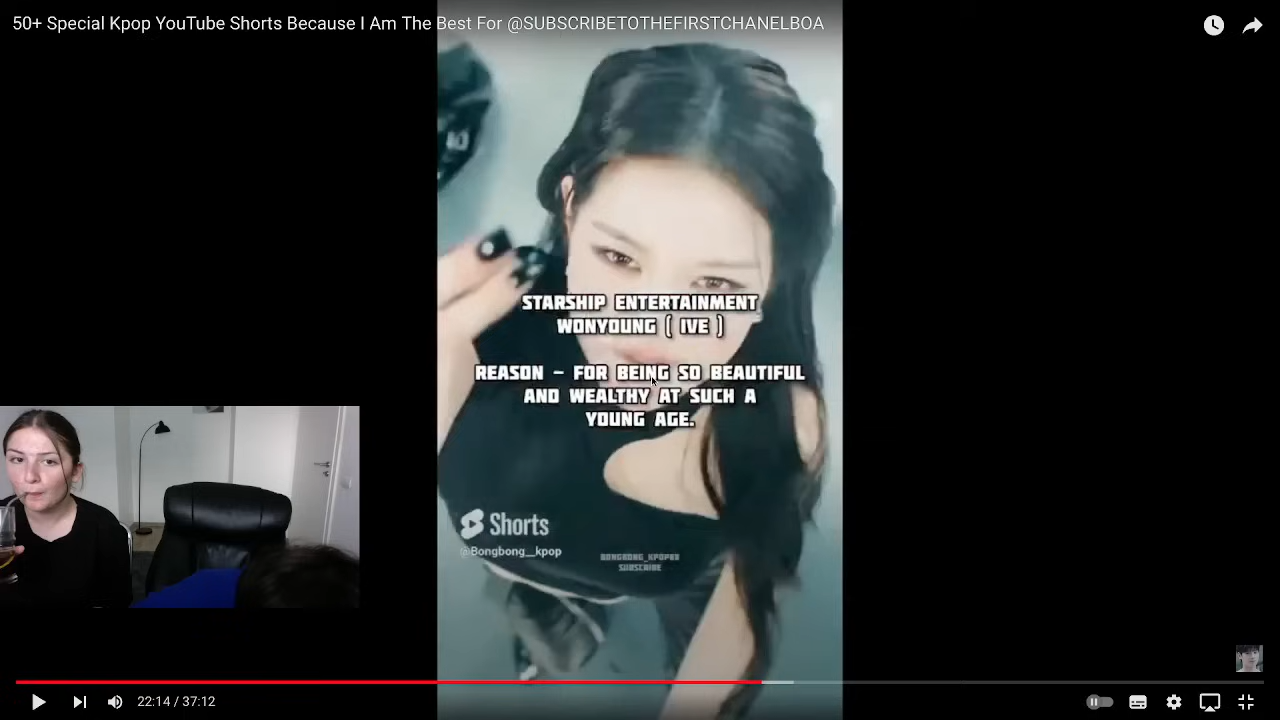 50+ Special Kpop YouTube Shorts Because I Am The Best For @SUBSCRIBETOTHEFIRSTCHANELBOA
STARSHIP ENTERTAINMENT
WONYOUNG ( IVE )
REASON - FOR BEING SO BEAUTIFUL
AND WEALTHY AT SUCH A
YOUNG AGE.
Shorts
@Bongbong__kpop
BONGBONG_KPOP88
SUBSCRIBE
22:14 / 37:12